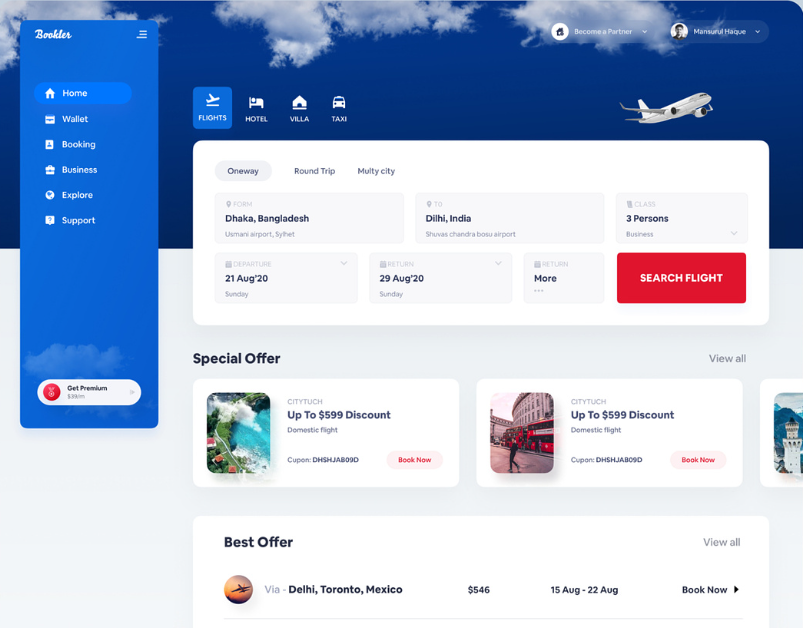 Bookler
Become a Partner
Mansurul Haque
Home
Wallet
Booking
Business
Explore
Support
Get Premium
$39/m
FLIGHTS
HOTEL
VILLA
TAXI
Oneway
Round Trip
Multy city
FORM
Dhaka, Bangladesh
Usmani airport, Sylhet
TO
Dilhi, India
Shuvas chandra bosu airport
CLASS
3 Persons
Business
DEPARTURE
21 Aug'20
Sunday
RETURN
29 Aug'20
Sunday
RETURN
More
...
SEARCH FLIGHT
Special Offer
View all
CITYTUCH
Up To $599 Discount
Domestic flight
Cupon: DHSHJAB09D
Book Now
CITYTUCH
Up To $599 Discount
Domestic flight
Cupon: DHSHJAB09D
Book Now
Best Offer
View all
Via - Delhi, Toronto, Mexico
$546
15 Aug - 22 Aug
Book Now